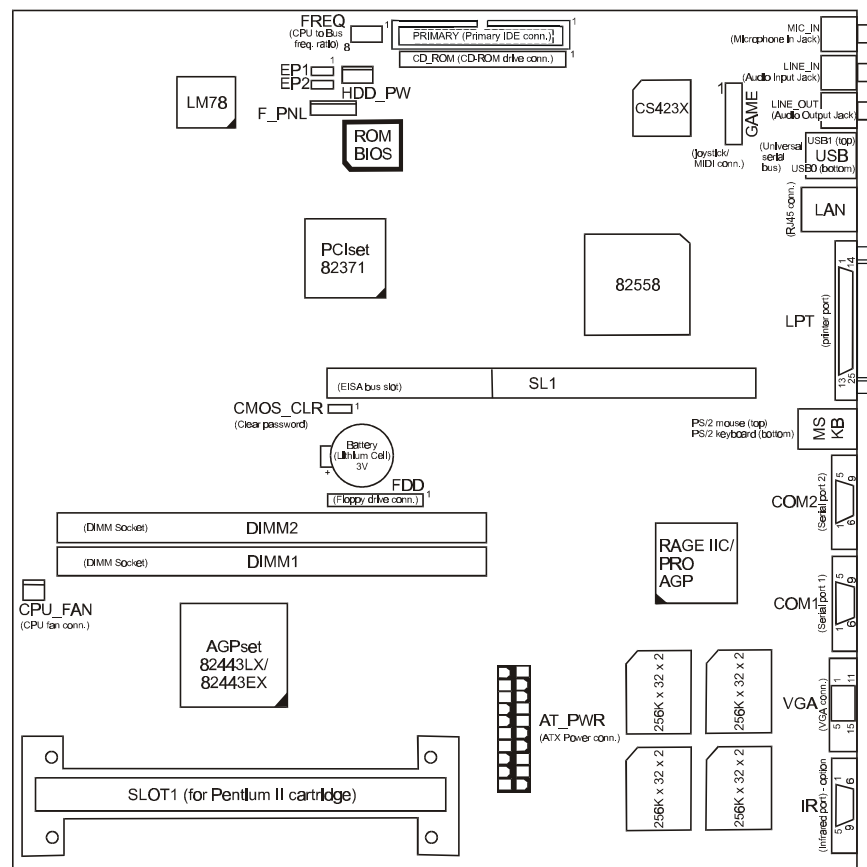 FREQ
(CPU to Bus
freq. ratio)
8
1
PRIMARY (Primary IDE conn.)
1
CD_ROM (CD-ROM drive conn.)
1
EP1
EP2
1
1
HDD_PW
F_PNL
LM78
ROM
BIOS
CS423X
1
GAME
(joystick/
MIDI conn.)
MIC_IN
(Microphone In Jack)
LINE_IN
(Audio Input Jack)
LINE_OUT
(Audio Output Jack)
(Universal
serial
bus)
USB1 (top)
USB
USB0 (bottom)
(RJ45 conn.)
LAN
PCIset
82371
82558
LPT
(printer port)
1
14
13
25
(EISA bus slot)
SL1
CMOS_CLR
1
(Clear password)
PS/2 mouse (top)
PS/2 keyboard (bottom)
MS
KB
Battery
(Lithium Cell)
3V
+
FDD
(Floppy drive conn.)
1
COM2
(Serial port 2)
5
9
1
6
(DIMM Socket)
DIMM2
(DIMM Socket)
DIMM1
RAGE IIC/
PRO
AGP
CPU_FAN
(CPU fan conn.)
COM1
(Serial port 1)
5
9
1
6
AGPset
82443LX/
82443EX
AT_PWR
(ATX Power conn.)
256K x 32 x 2
256K x 32 x 2
VGA
(VGA conn.)
1
11
5
15
SLOT1 (for Pentium II cartridge)
256K x 32 x 2
256K x 32 x 2
IR
(Infrared port) - option
1
6
5
9